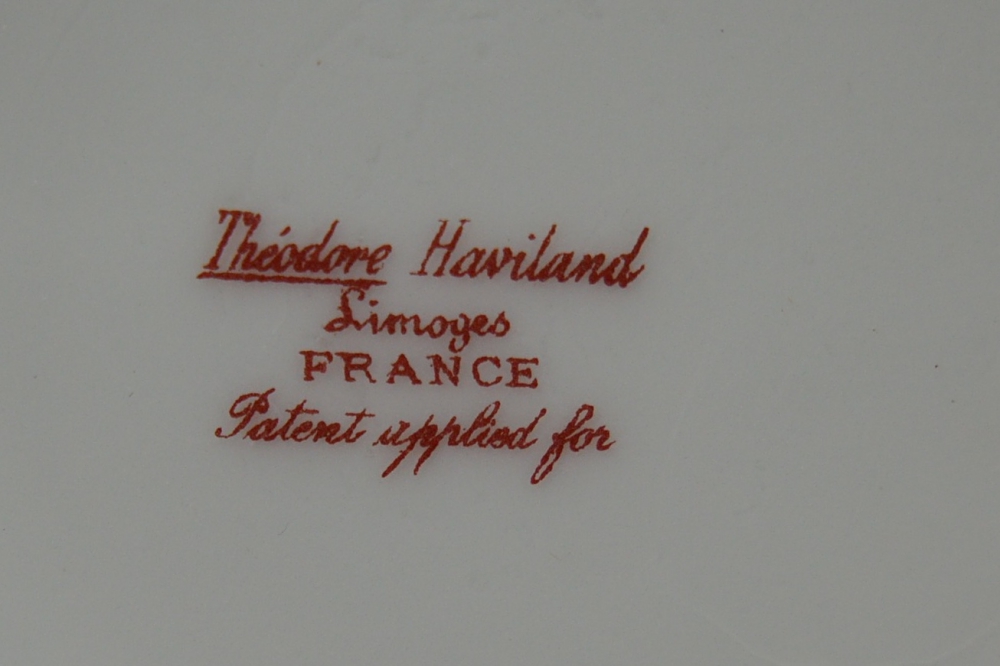 Théodore Haviland
Limoges
FRANCE
Patent applied for